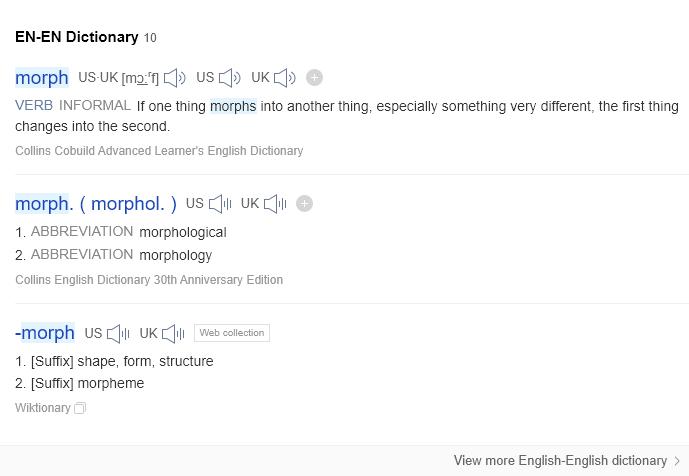 EN-EN Dictionary 10
morph US·UK [mɔːʳf] US UK
VERB INFORMAL If one thing morphs into another thing, especially something very different, the first thing
changes into the second.
Collins Cobuild Advanced Learner's English Dictionary
morph. ( morphol. ) US UK
1. ABBREVIATION morphological
2. ABBREVIATION morphology
Collins English Dictionary 30th Anniversary Edition
-morph US UK Web collection
1. [Suffix] shape, form, structure
2. [Suffix] morpheme
Wiktionary
View more English-English dictionary